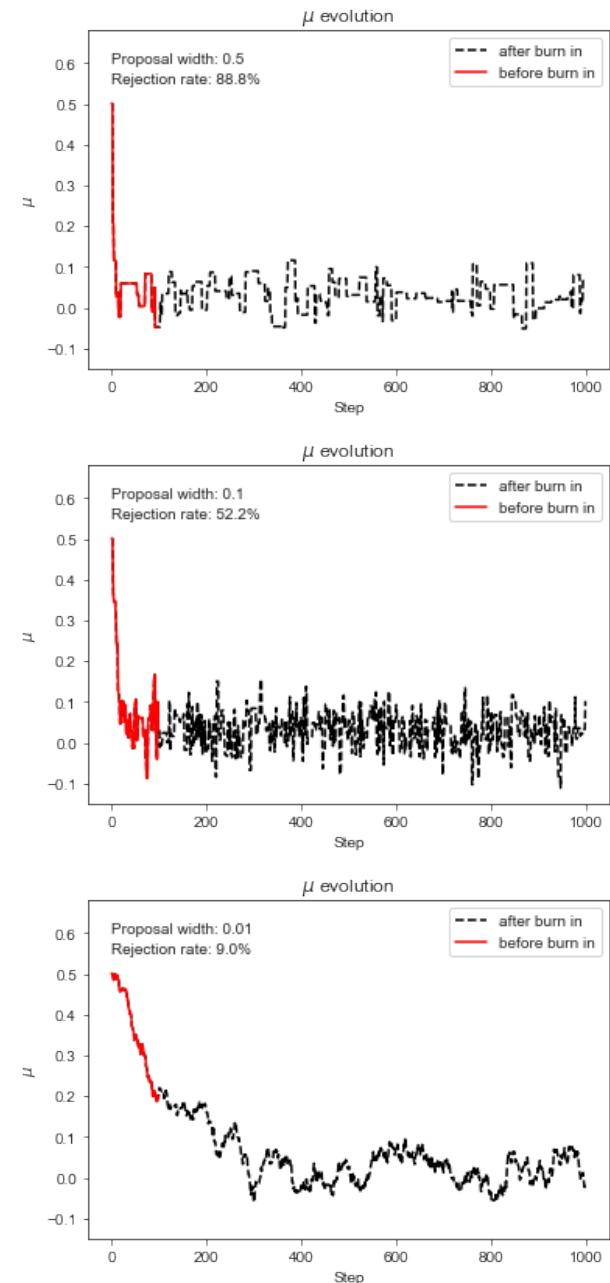 μ evolution
Proposal width: 0.5
Rejection rate: 88.8%
after burn in
before burn in
0.6
0.5
0.4
0.3
0.2
0.1
0.0
−0.1
μ
0
200
400
600
800
1000
Step
μ evolution
Proposal width: 0.1
Rejection rate: 52.2%
after burn in
before burn in
0.6
0.5
0.4
0.3
0.2
0.1
0.0
−0.1
μ
0
200
400
600
800
1000
Step
μ evolution
Proposal width: 0.01
Rejection rate: 9.0%
after burn in
before burn in
0.6
0.5
0.4
0.3
0.2
0.1
0.0
−0.1
μ
0
200
400
600
800
1000
Step